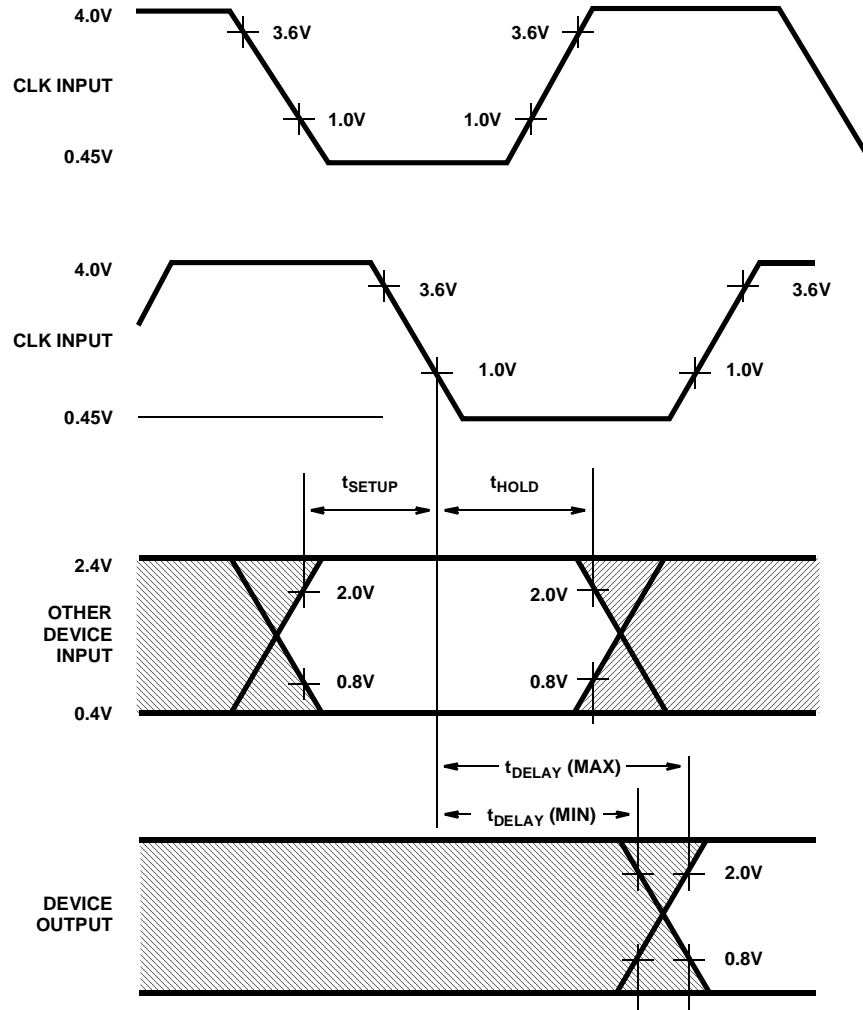 4.0V
3.6V
3.6V
CLK INPUT
1.0V
1.0V
0.45V
4.0V
3.6V
3.6V
CLK INPUT
1.0V
1.0V
0.45V
tSETUP
tHOLD
2.4V
2.0V
2.0V
OTHER
DEVICE
INPUT
0.8V
0.8V
0.4V
tDELAY (MAX)
tDELAY (MIN)
2.0V
DEVICE
OUTPUT
0.8V